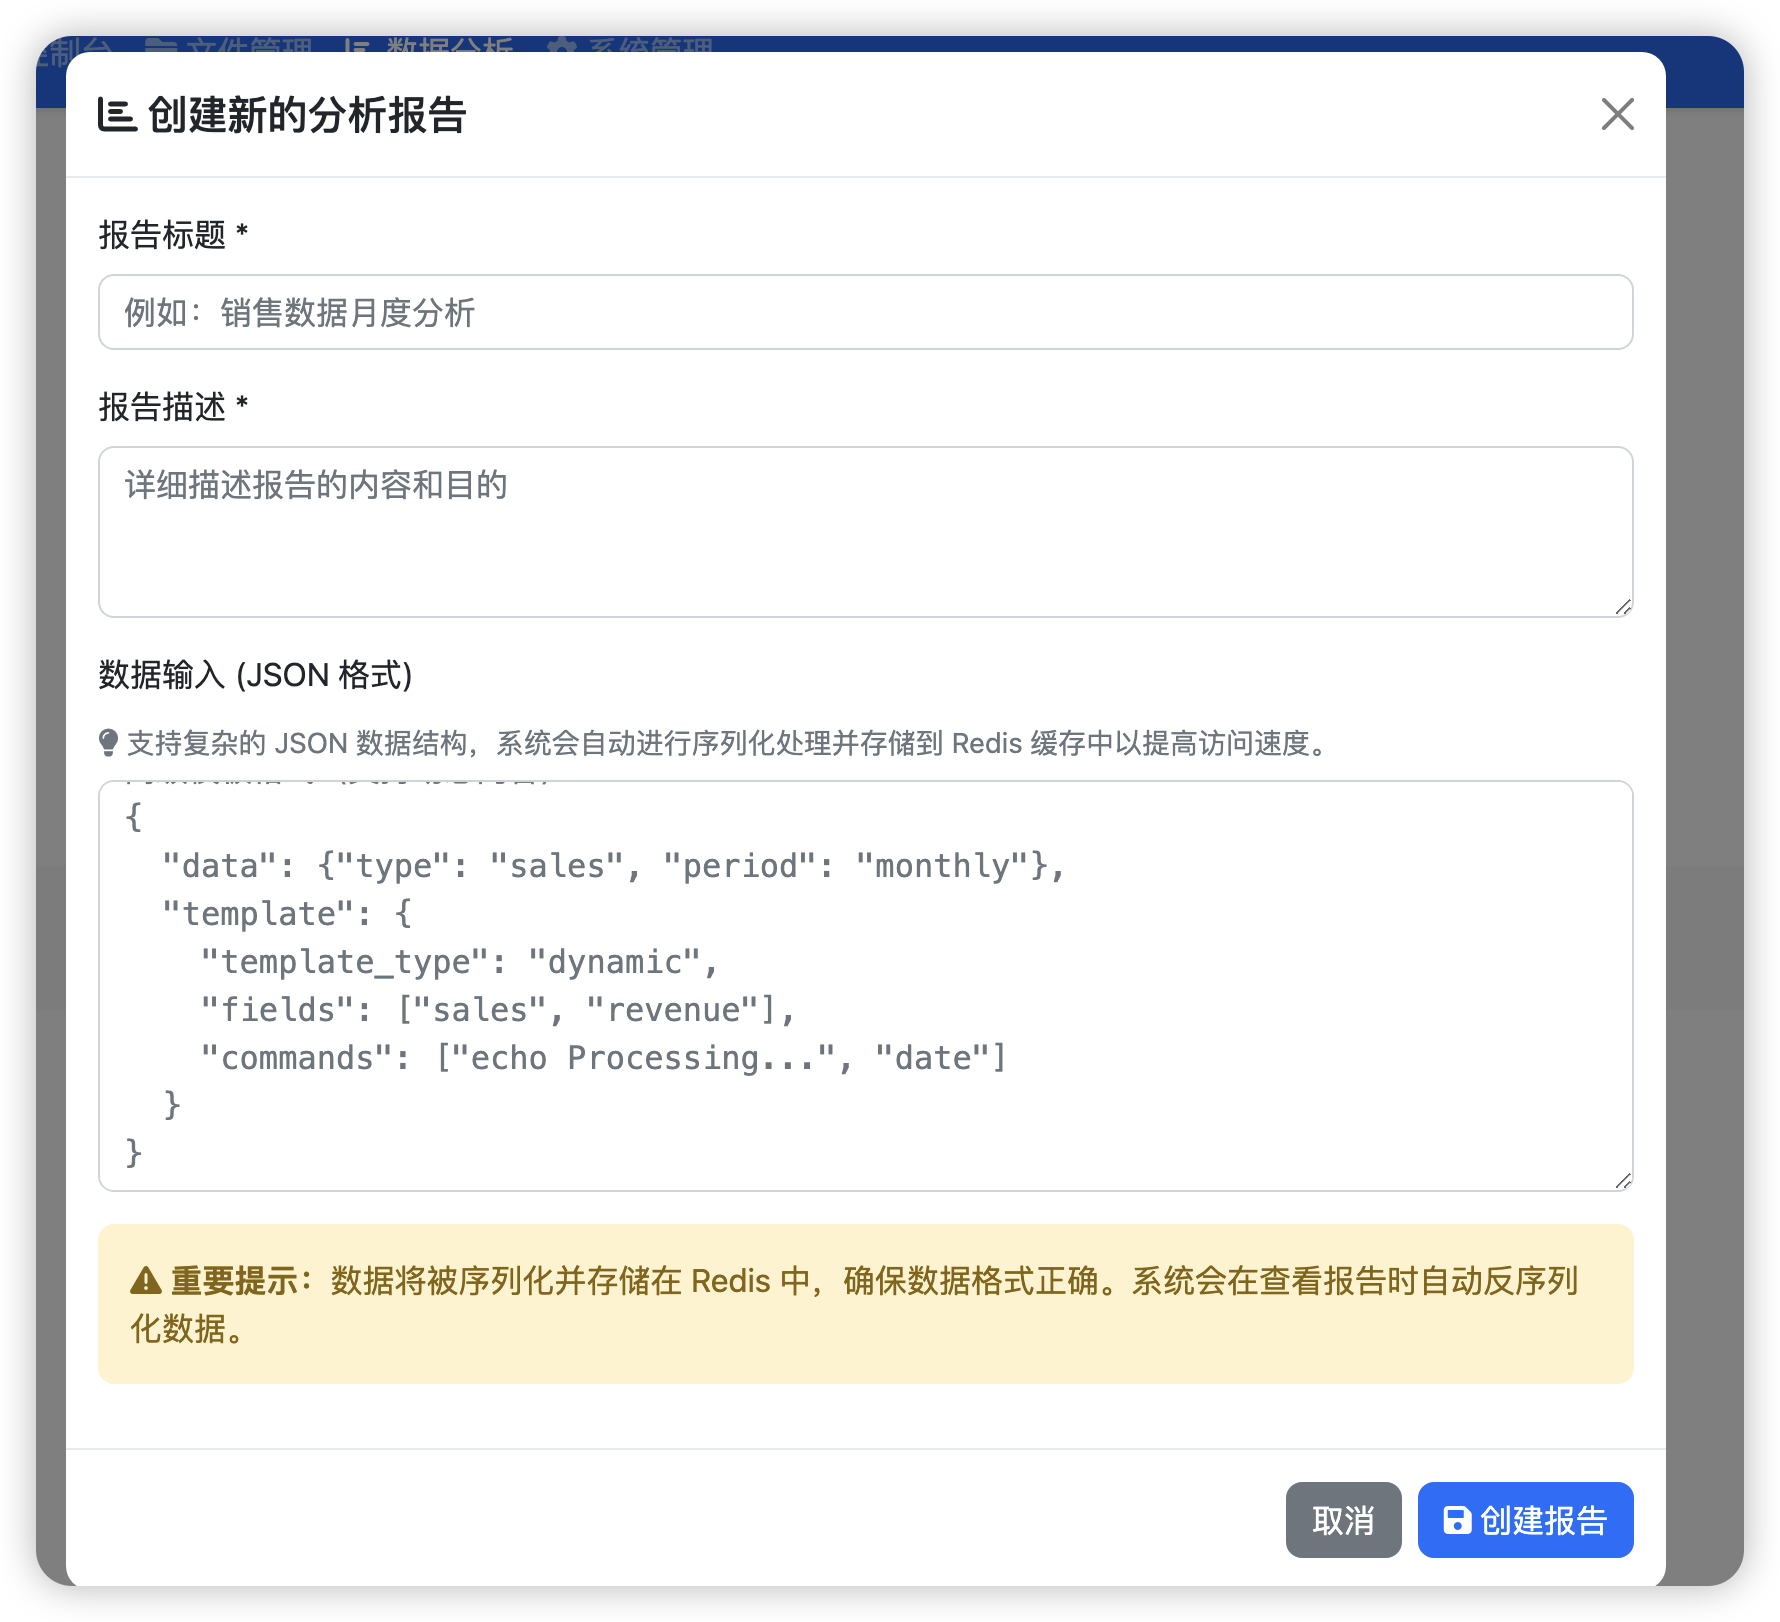 制台 文件管理 数据分析 系统管理
创建新的分析报告
报告标题 *
例如：销售数据月度分析
报告描述 *
详细描述报告的内容和目的
数据输入 (JSON 格式)
支持复杂的 JSON 数据结构，系统会自动进行序列化处理并存储到 Redis 缓存中以提高访问速度。
{
  "data": {"type": "sales", "period": "monthly"},
  "template": {
    "template_type": "dynamic",
    "fields": ["sales", "revenue"],
    "commands": ["echo Processing...", "date"]
  }
}
重要提示：数据将被序列化并存储在 Redis 中，确保数据格式正确。系统会在查看报告时自动反序列
化数据。
取消 创建报告